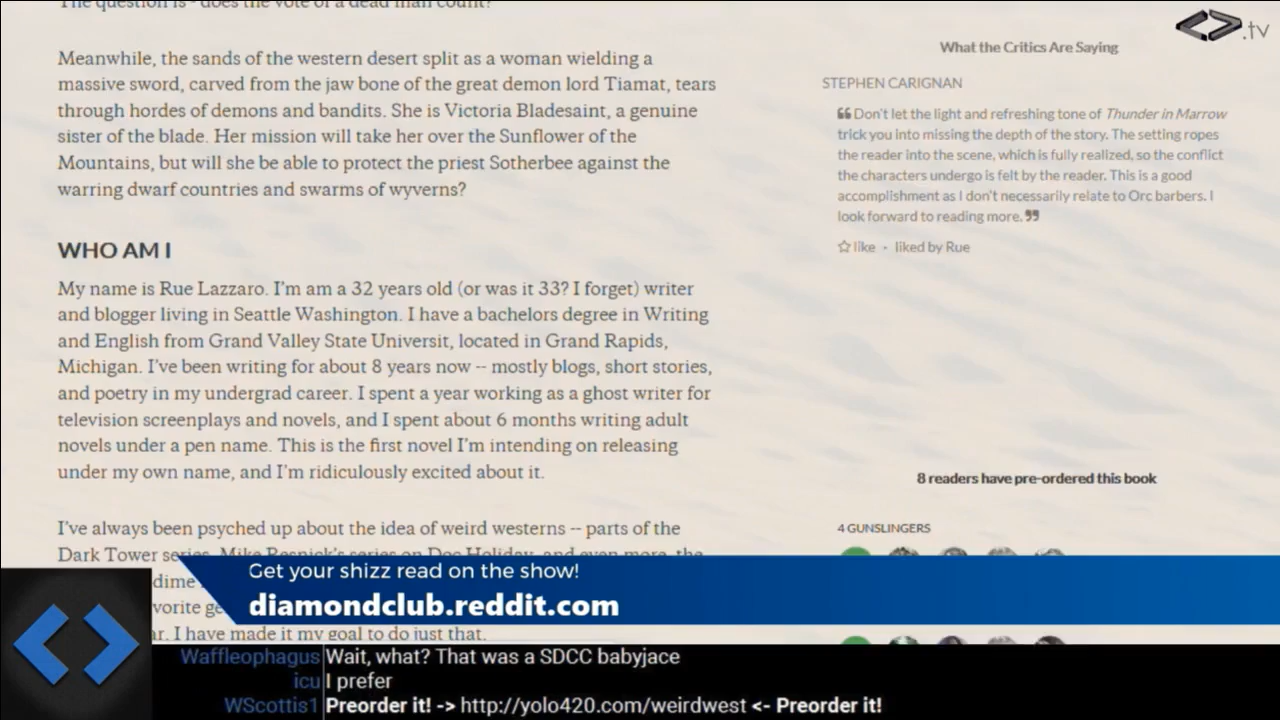 The question is - does the vote of a dead man count?
Meanwhile, the sands of the western desert split as a woman wielding a
massive sword, carved from the jaw bone of the great demon lord Tiamat, tears
through hordes of demons and bandits. She is Victoria Bladesaint, a genuine
sister of the blade. Her mission will take her over the Sunflower of the
Mountains, but will she be able to protect the priest Sotherbee against the
warring dwarf countries and swarms of wyverns?
WHO AM I
My name is Rue Lazzaro. I'm am a 32 years old (or was it 33? I forget) writer
and blogger living in Seattle Washington. I have a bachelors degree in Writing
and English from Grand Valley State Universit, located in Grand Rapids,
Michigan. I've been writing for about 8 years now -- mostly blogs, short stories,
and poetry in my undergrad career. I spent a year working as a ghost writer for
television screenplays and novels, and I spent about 6 months writing adult
novels under a pen name. This is the first novel I'm intending on releasing
under my own name, and I'm ridiculously excited about it.
I've always been psyched up about the idea of weird westerns -- parts of the
Dark Tower series, Mike Resnick's series on Doc Holiday, and even more, the
dime
vorite ge
ar. I have made it my goal to do just that.
.tv
What the Critics Are Saying
STEPHEN CARIGNAN
❝ Don't let the light and refreshing tone of Thunder in Marrow
trick you into missing the depth of the story. The setting ropes
the reader into the scene, which is fully realized, so the conflict
the characters undergo is felt by the reader. This is a good
accomplishment as I don't necessarily relate to Orc barbers. I
look forward to reading more. ❞
☆ like - liked by Rue
8 readers have pre-ordered this book
4 GUNSLINGERS
Get your shizz read on the show!
diamondclub.reddit.com
Waffleophagus Wait, what? That was a SDCC babyjace
icu I prefer
WScottis1 Preorder it! -> http://yolo420.com/weirdwest <- Preorder it!